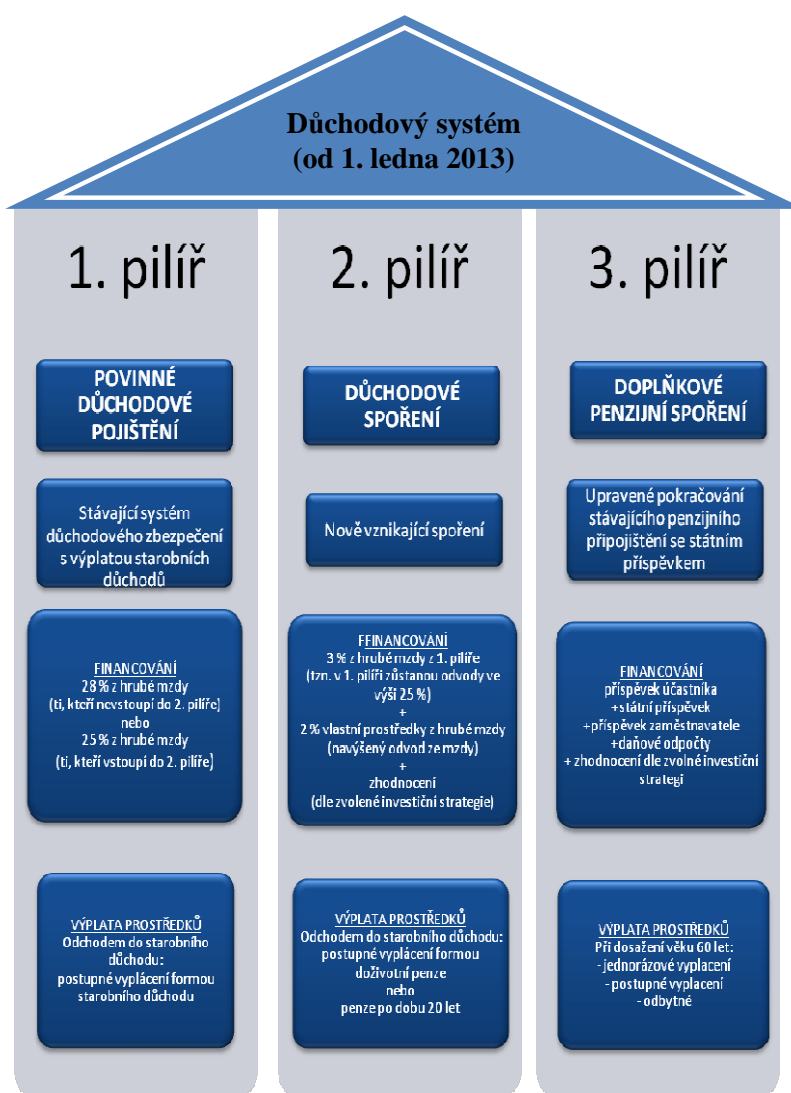 Důchodový systém
(od 1. ledna 2013)
1. pilíř
POVINNÉ
DŮCHODOVÉ
POJIŠTĚNÍ
Stávající systém
důchodového zbezpečení
s výplatou starobních
důchodů
FINANCOVÁNÍ
28 % z hrubé mzdy
(ti, kteří nevstoupí do 2. pilíře)
nebo
25 % z hrubé mzdy
(ti, kteří vstoupí do 2. pilíře)
VÝPLATA PROSTŘEDKŮ
Odchodem do starobního
důchodu:
postupné vyplácení formou
starobního důchodu
2. pilíř
DŮCHODOVÉ
SPOŘENÍ
Nově vznikající spoření
FFINANCOVÁNÍ
3 % z hrubé mzdy z 1. pilíře
(tzn. v 1. pilíři zůstanou odvody ve
výši 25 %)
+
2 % vlastní prostředky z hrubé mzdy
(navýšený odvod ze mzdy)
+
zhodnocení
(dle zvolené investiční strategie)
VÝPLATA PROSTŘEDKŮ
Odchodem do starobního důchodu:
postupné vyplácení formou
doživotní penze
nebo
penze po dobu 20 let
3. pilíř
DOPLŇKOVÉ
PENZIJNÍ SPOŘENÍ
Upravené pokračování
stávajícího penzijního
připojištění se státním
příspěvkem
FINANCOVÁNÍ
příspěvek účastníka
+státní příspěvek
+příspěvek zaměstnavatele
+daňové odpočty
+ zhodnocení dle zvolné investiční
strategi
VÝPLATA PROSTŘEDKŮ
Při dosažení věku 60 let:
- jednorázové vyplacení
- postupné vyplacení
- odbytné